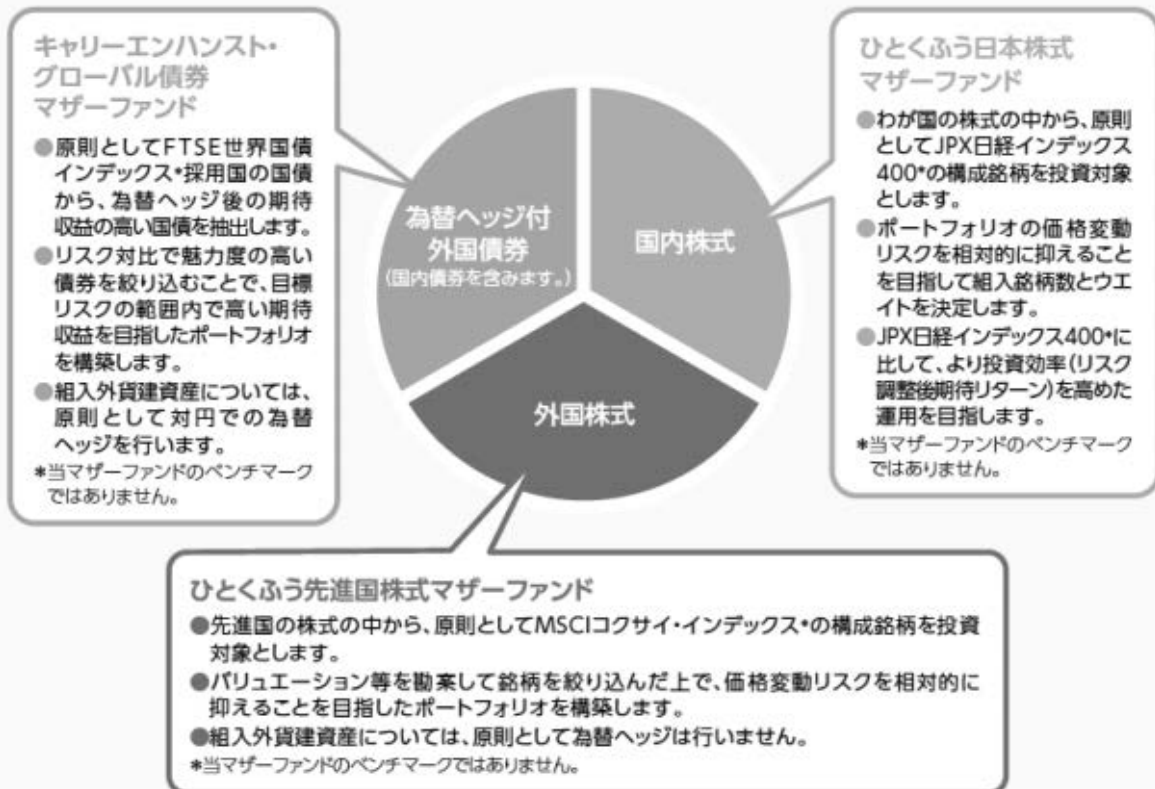 キャリーエンハンスト・
グローバル債券
マザーファンド
●原則としてFTSE世界国債
インデックス*採用国の国債
から、為替ヘッジ後の期待
収益の高い国債を抽出します。
●リスク対比で魅力度の高い
債券を絞り込むことで、目標
リスクの範囲内で高い期待
収益を目指したポートフォリオ
を構築します。
●組入外貨建資産については、
原則として対円での為替
ヘッジを行います。
*当マザーファンドのベンチマーク
ではありません。
為替ヘッジ付
外国債券
(国内債券を含みます。)
国内株式
外国株式
ひとくふう日本株式
マザーファンド
●わが国の株式の中から、原則
としてJPX日経インデックス
400*の構成銘柄を投資対象
とします。
●ポートフォリオの価格変動
リスクを相対的に抑えること
を目指して組入銘柄数とウエ
イトを決定します。
●JPX日経インデックス400*に
比して、より投資効率(リスク
調整後期待リターン)を高めた
運用を目指します。
*当マザーファンドのベンチマーク
ではありません。
ひとくふう先進国株式マザーファンド
●先進国の株式の中から、原則としてMSCIコクサイ・インデックス*の構成銘柄を投資
対象とします。
●バリュエーション等を勘案して銘柄を絞り込んだ上で、価格変動リスクを相対的に
抑えることを目指したポートフォリオを構築します。
●組入外貨建資産については、原則として為替ヘッジは行いません。
*当マザーファンドのベンチマークではありません。